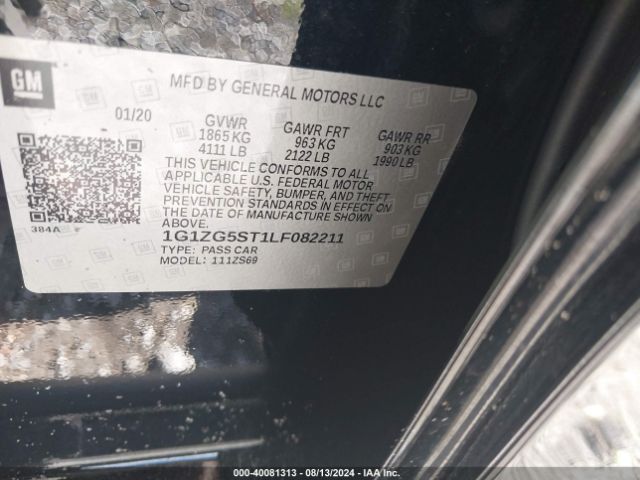 GM
MFD BY GENERAL MOTORS LLC
01/20
GVWR
1865 KG
4111 LB
GAWR FRT
963 KG
2122 LB
GAWR RR
903 KG
1990 LB
THIS VEHICLE CONFORMS TO ALL
APPLICABLE U.S. FEDERAL MOTOR
VEHICLE SAFETY, BUMPER, AND THEFT
PREVENTION STANDARDS IN EFFECT ON
THE DATE OF MANUFACTURE SHOWN
ABOVE.
384A
1G1ZG5ST1LF082211
TYPE: PASS CAR
MODEL: 111ZS69
000-40081313 - 08/13/2024 - IAA Inc.